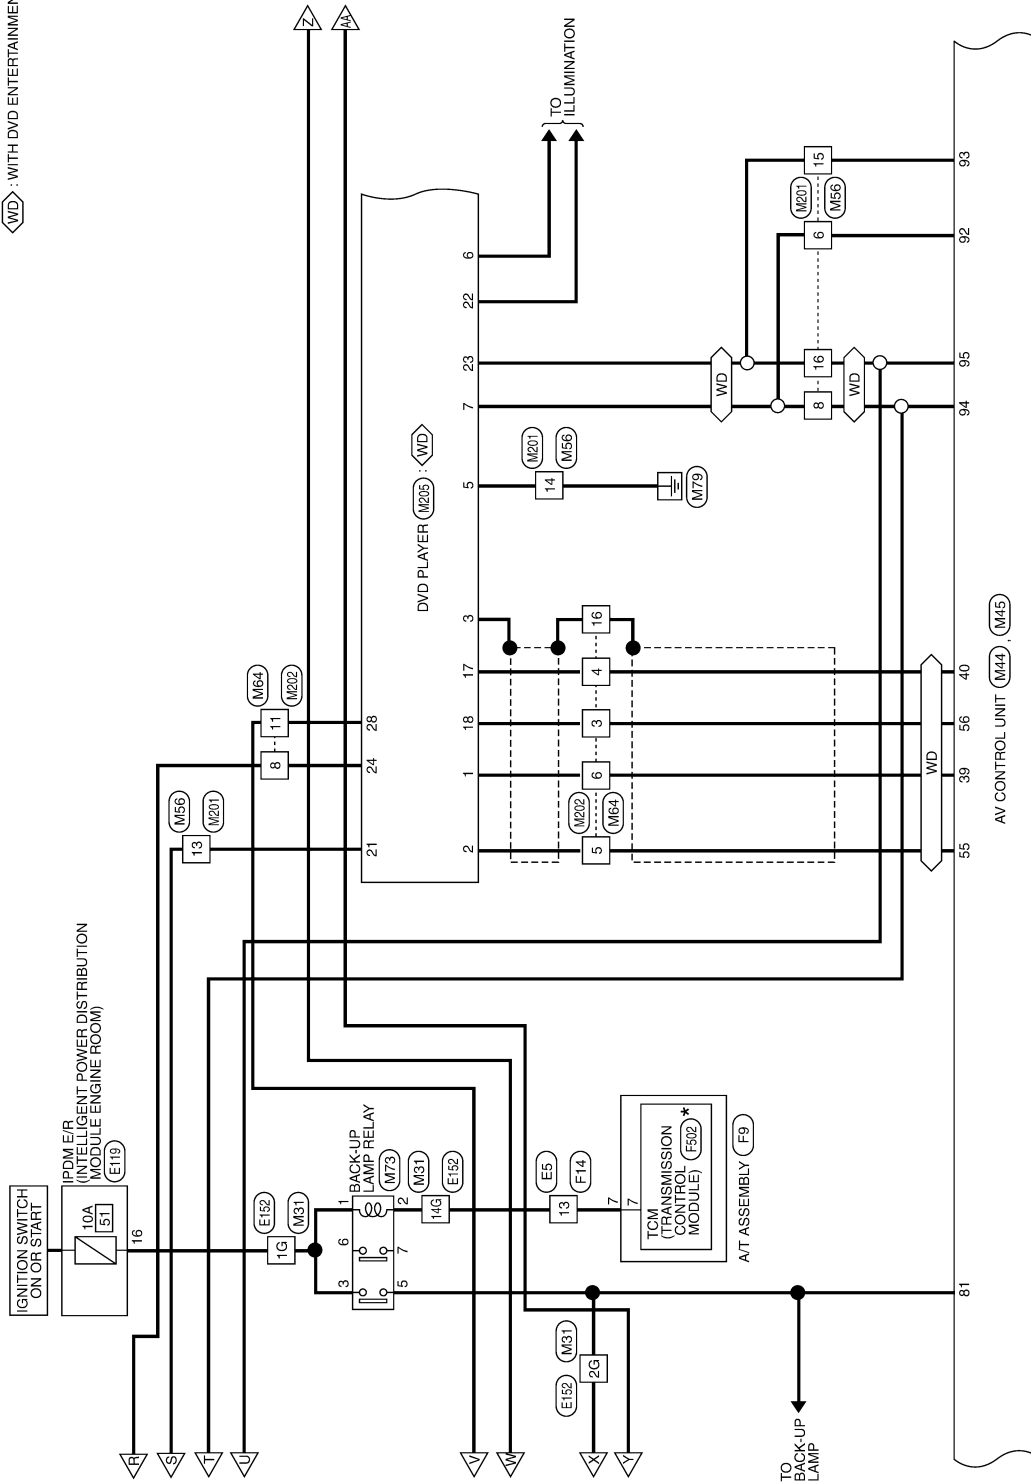 WD : WITH DVD ENTERTAINMEN
Z
AA
TO
ILLUMINATION
6
22
23
7
5
3
17
18
1
2
DVD PLAYER M205 : WD
28
24
21
M64
M202
11
8
M56
M201
13
M201
M56
14
M79
WD
WD
16
8
M201
M56
15
6
93
92
95
94
16
4
3
6
5
M202
M64
WD
40
56
39
55
81
AV CONTROL UNIT M44 , M45
IGNITION SWITCH
ON OR START
IPDM E/R
(INTELLIGENT POWER DISTRIBUTION
MODULE ENGINE ROOM)
E119
10A
51
16
E152
M31
1G
BACK-UP
LAMP RELAY
M73
1
2
6
7
3
5
M31
E152
14G
E5
F14
13
7
7
TCM
(TRANSMISSION
CONTROL
MODULE)
F502
*
A/T ASSEMBLY F9
E152
M31
2G
TO
BACK-UP
LAMP
R
S
T
U
V
W
X
Y